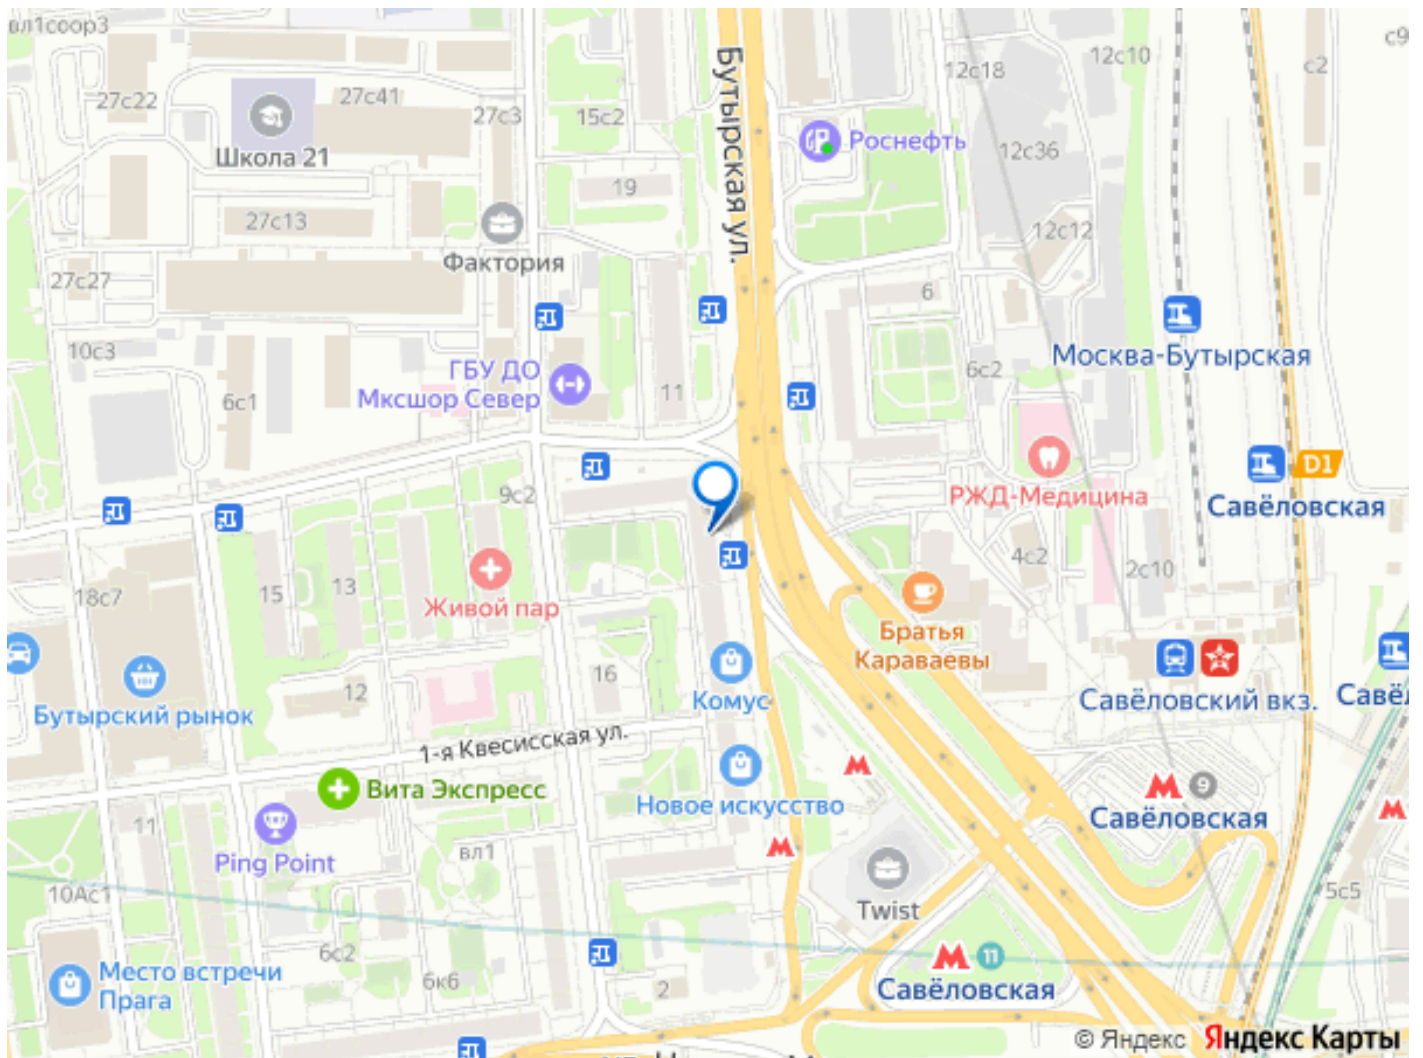 вл1соор3
с9
12с10
с2
12с18
27с22
27с41
27с3
15с2
Бутырская ул.
Роснефть
Школа 21
12с36
19
27с13
12с12
Фактория
27с27
6
Москва-Бутырская
10с3
ГБУ ДО
Мксшор Север
6с2
11
6с1
D1
9с2
РЖД-Медицина
Савёловская
4с2
2с10
18с7
15
13
Живой пар
Братья
Караваевы
16
12
Комус
Савёловский вкз.
Савёл
Бутырский рынок
1-я Квесисская ул.
Вита Экспресс
9
Новое искусство
Савёловская
11
Ping Point
вл1
10Ас1
5с5
Twist
6с2
11
Место встречи
Прага
6к6
2
Савёловская
© Яндекс Яндекс Карты